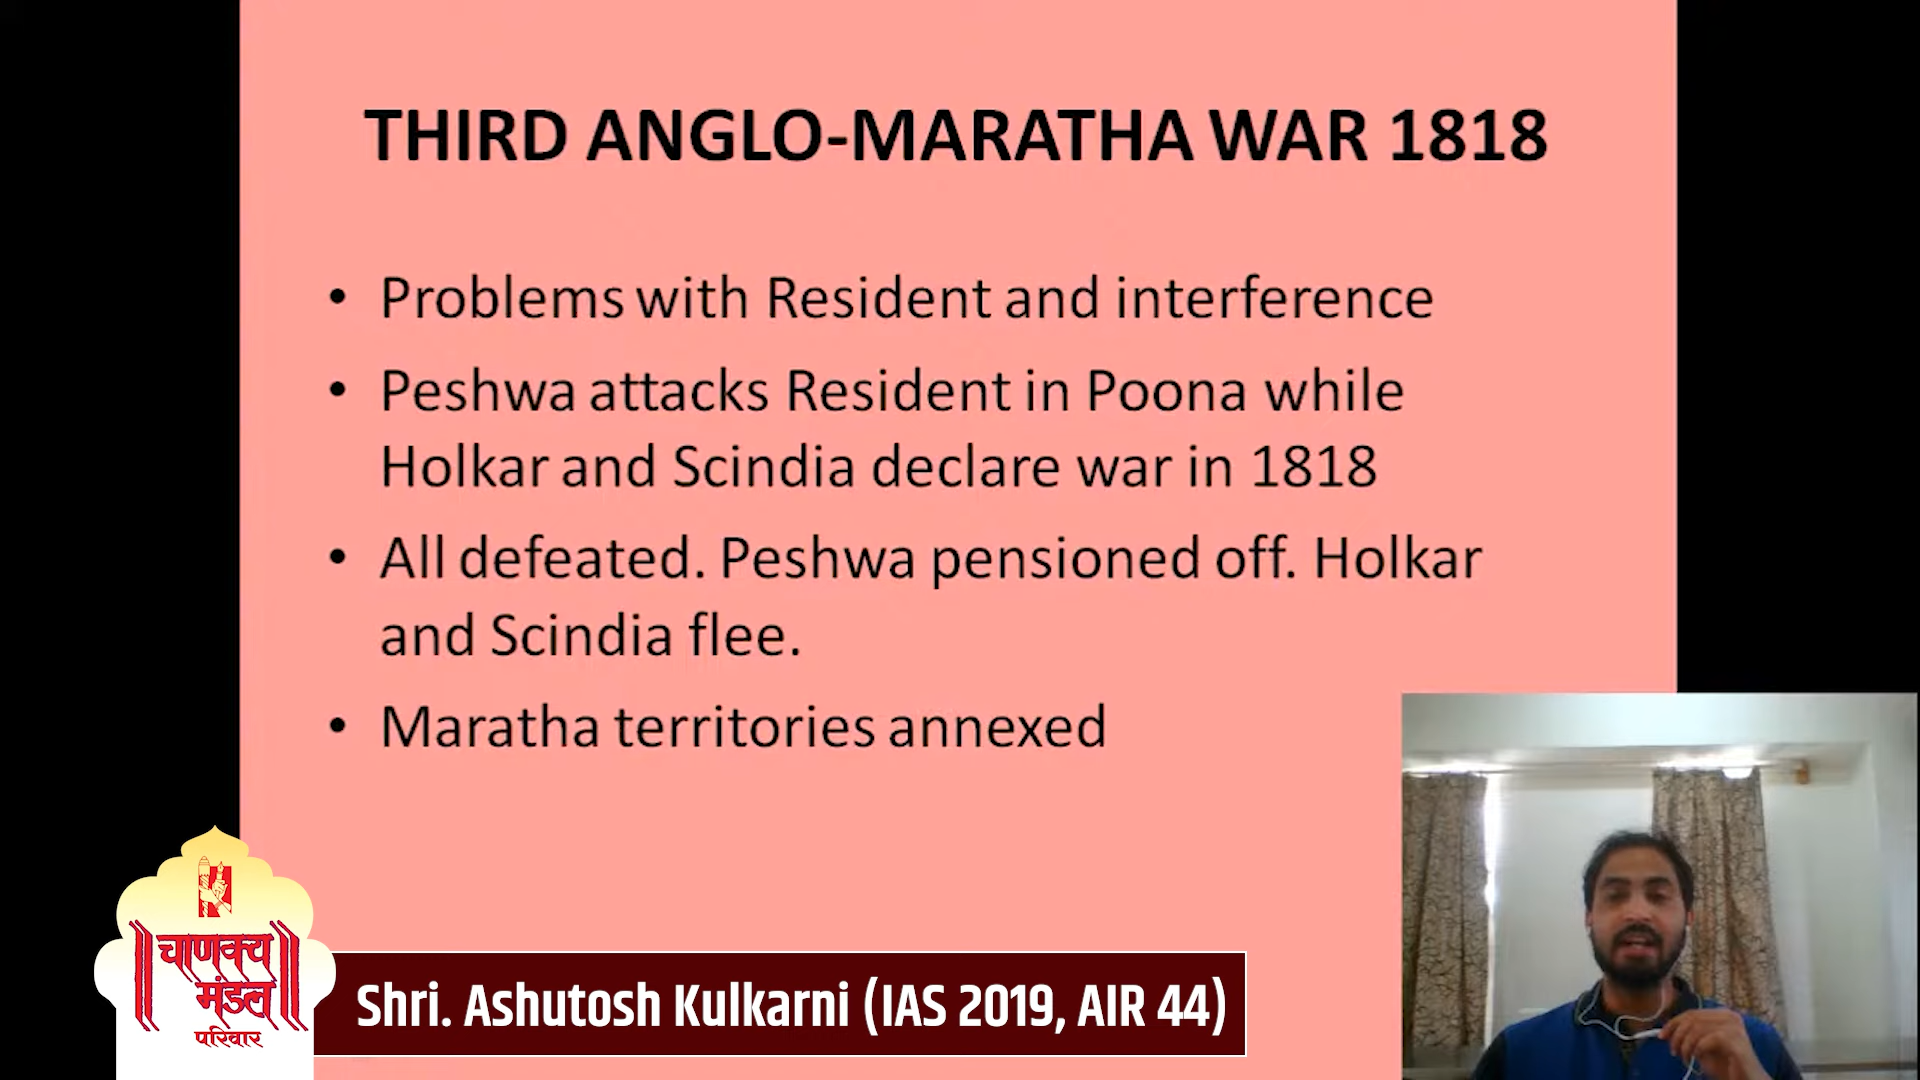 THIRD ANGLO-MARATHA WAR 1818
• Problems with Resident and interference
• Peshwa attacks Resident in Poona while
Holkar and Scindia declare war in 1818
• All defeated. Peshwa pensioned off. Holkar
and Scindia flee.
• Maratha territories annexed
॥ चाणक्य
मंडल ॥
परिवार
Shri. Ashutosh Kulkarni (IAS 2019, AIR 44)